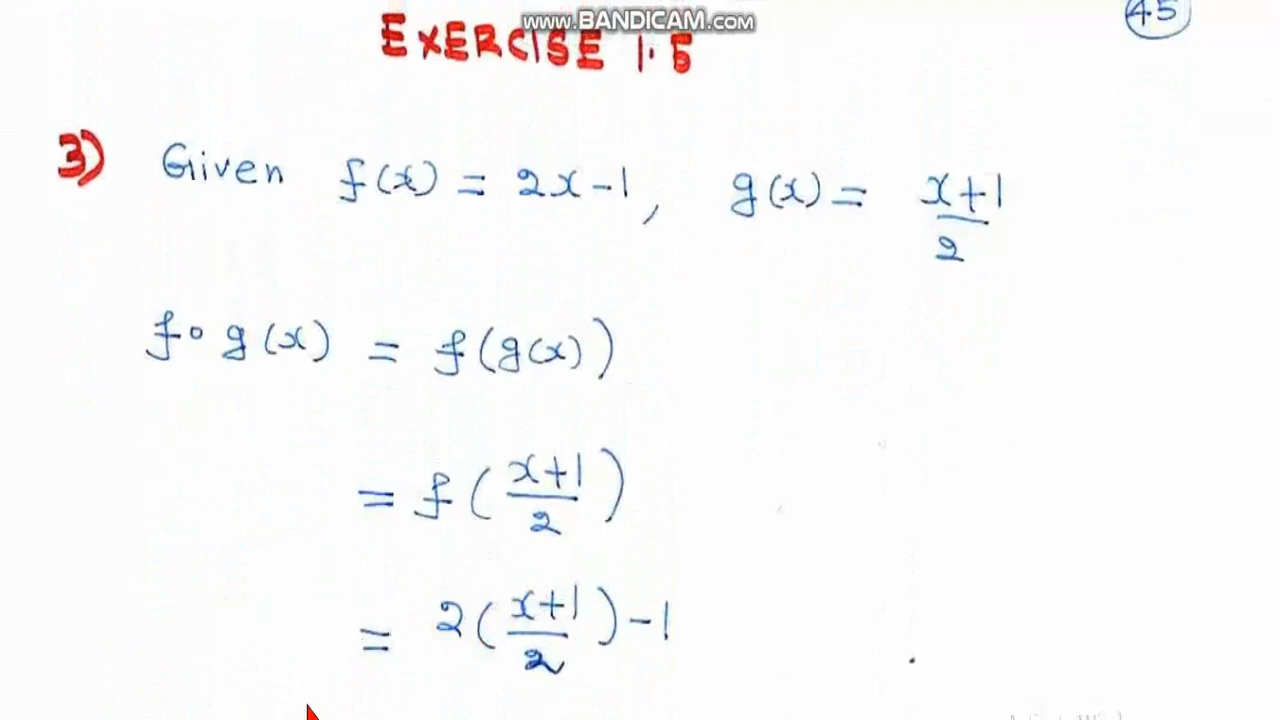 www.BANDICAM.com
45
EXERCISE 1.5
3) Given f(x) = 2x-1, g(x) = x+1/2
f∘g(x) = f(g(x))
= f(x+1/2)
= 2(x+1/2)-1